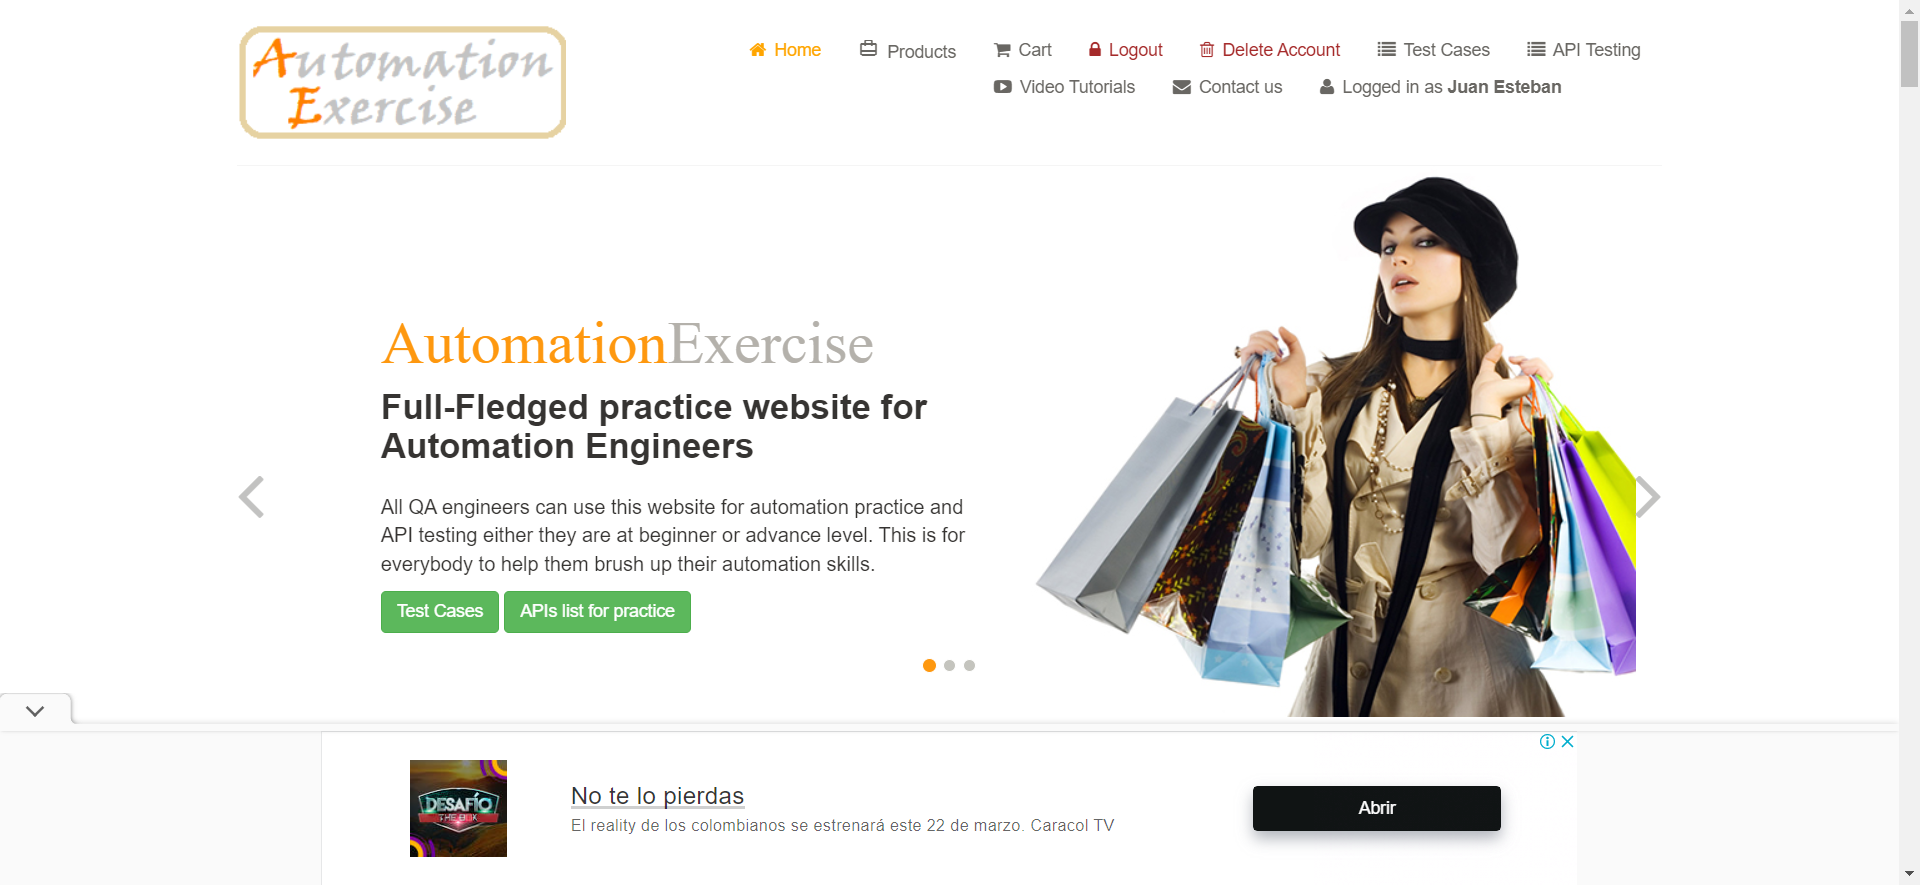 Automation
Exercise
Home Products Cart Logout Delete Account Test Cases API Testing
Video Tutorials Contact us Logged in as Juan Esteban
AutomationExercise
Full-Fledged practice website for
Automation Engineers
All QA engineers can use this website for automation practice and
API testing either they are at beginner or advance level. This is for
everybody to help them brush up their automation skills.
Test Cases APIs list for practice
DESAFÍO
THE BOX
No te lo pierdas
El reality de los colombianos se estrenará este 22 de marzo. Caracol TV
Abrir